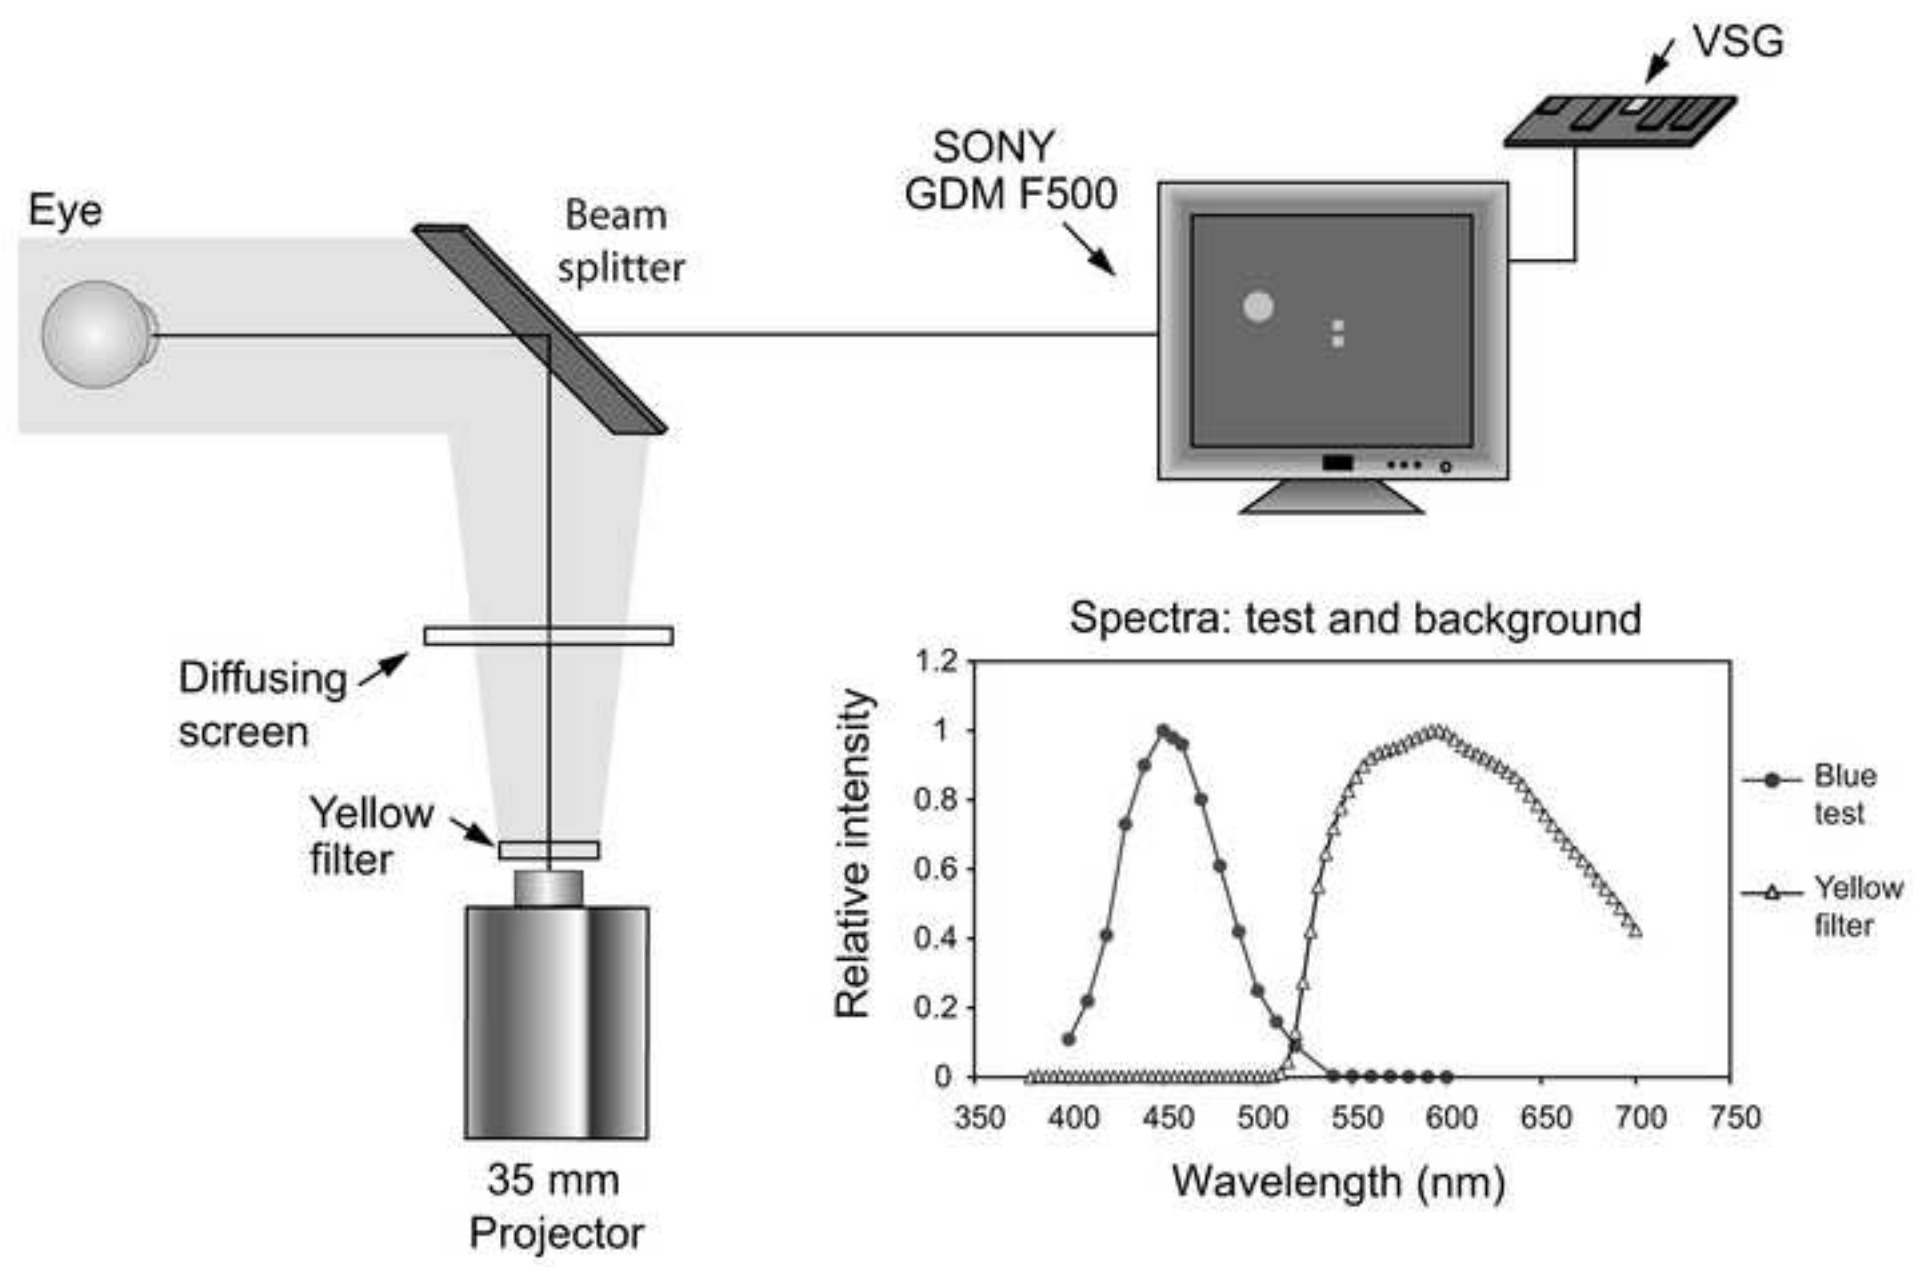 VSG
SONY
GDM F500
Eye
Beam
splitter
Diffusing
screen
Yellow
filter
35 mm
Projector
Spectra: test and background
Relative intensity
1.2
1
0.8
0.6
0.4
0.2
0
350 400 450 500 550 600 650 700 750
Wavelength (nm)
Blue
test
Yellow
filter